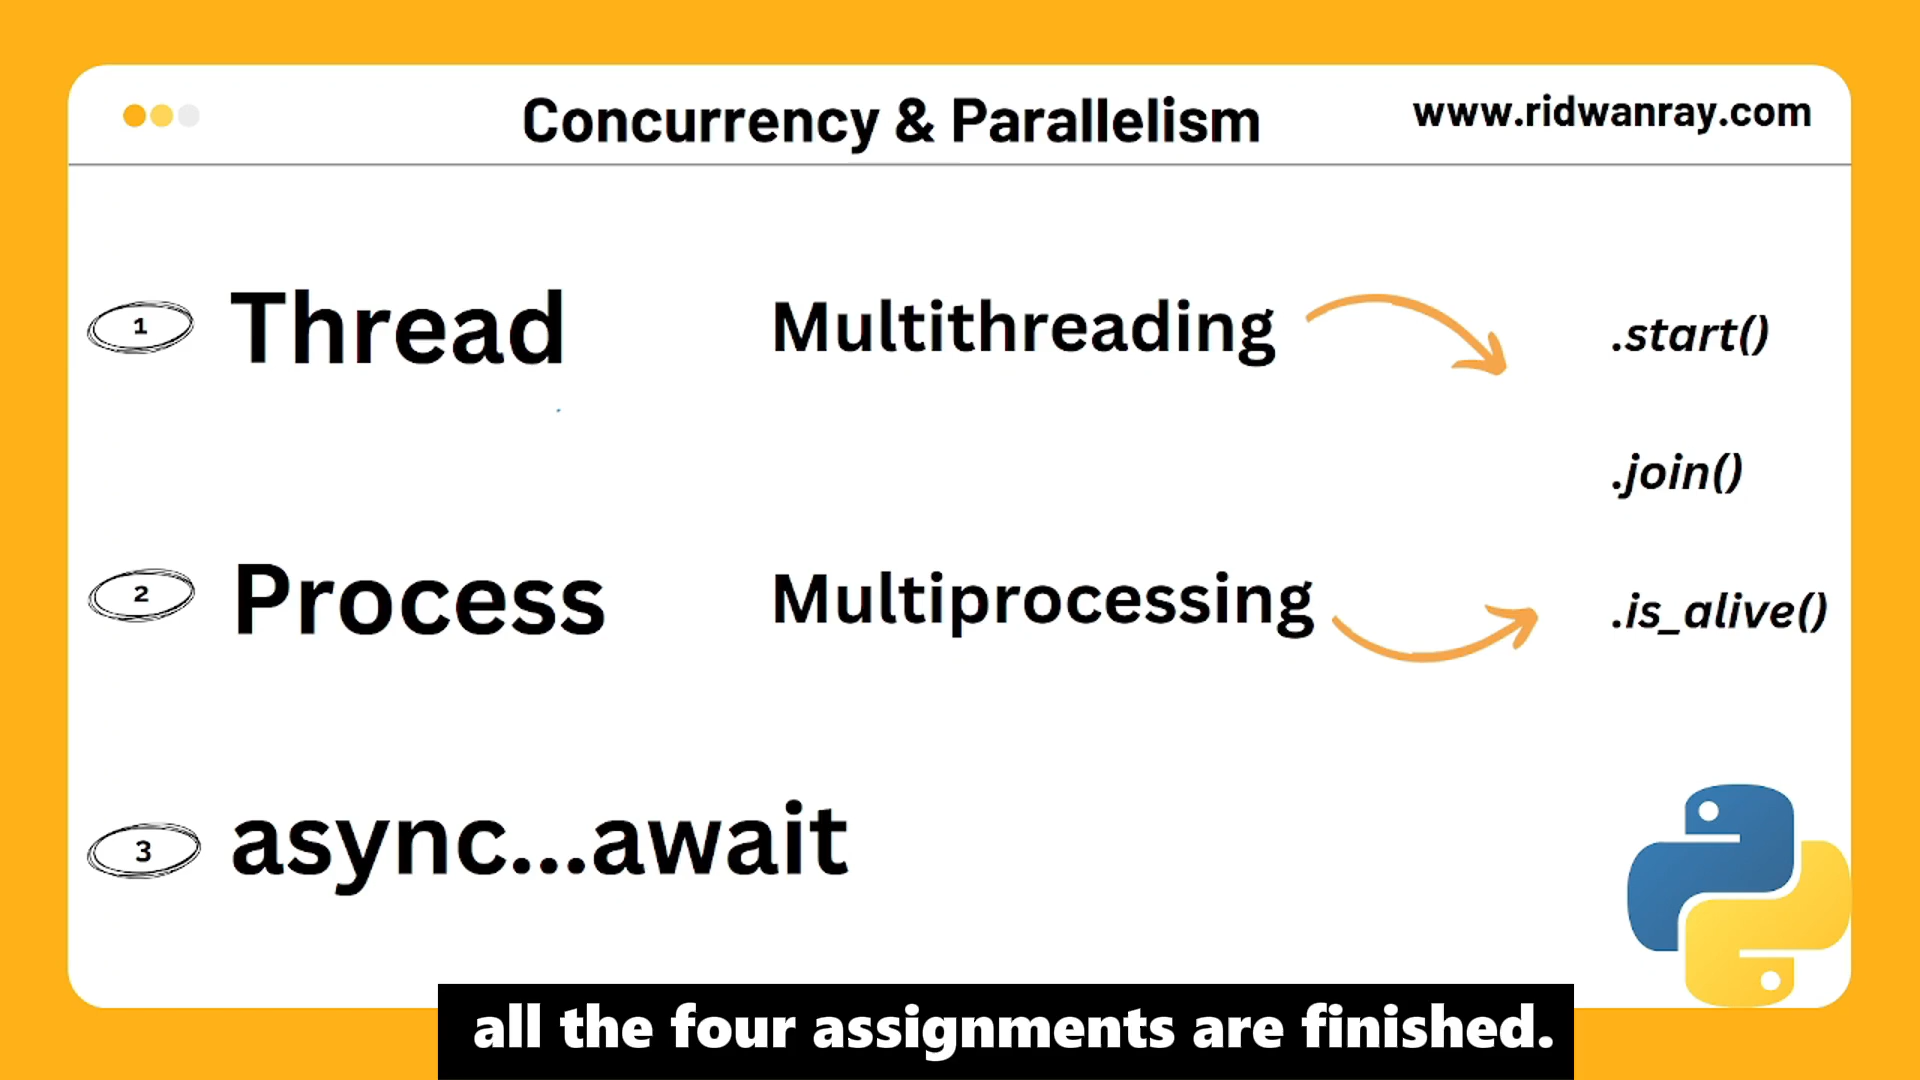 Concurrency & Parallelism
www.ridwanray.com
1 Thread Multithreading .start()
.join()
2 Process Multiprocessing .is_alive()
3 async...await
all the four assignments are finished.